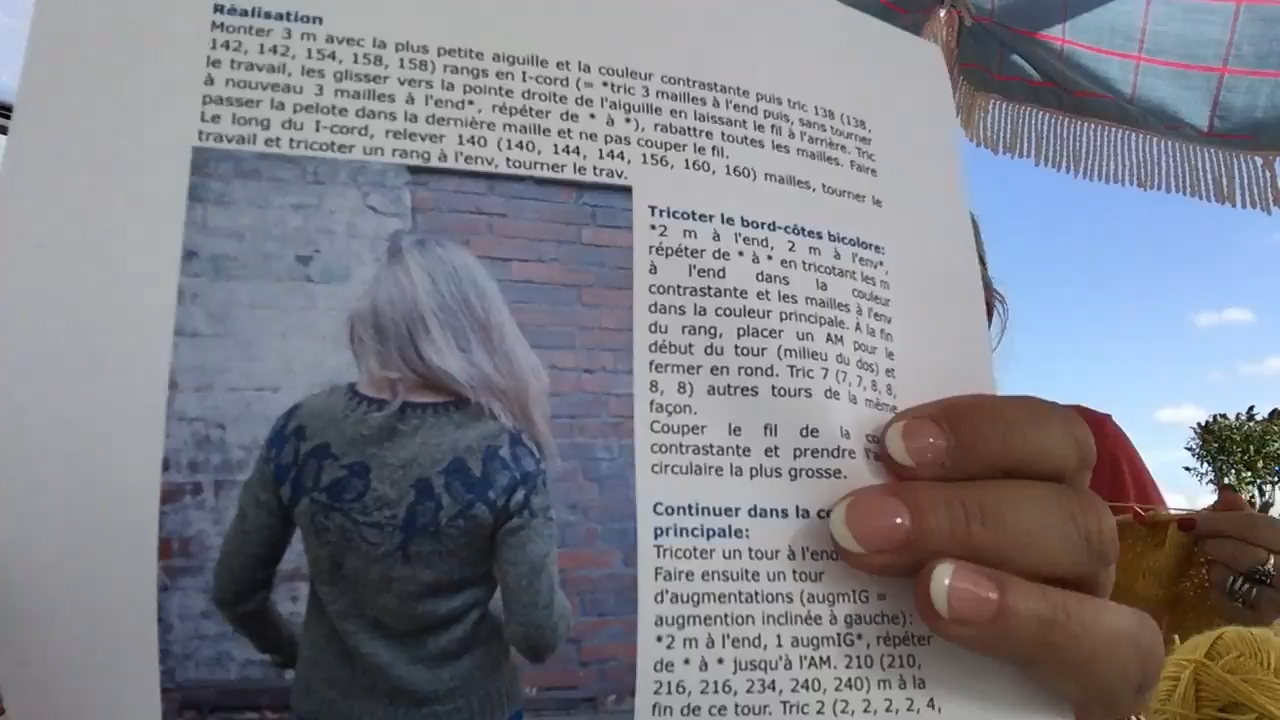 Réalisation
Monter 3 m avec la plus petite aiguille et la couleur contrastante puis tric 138 (138,
142, 142, 154, 158, 158) rangs en I-cord (= *tric 3 mailles à l'end puis, sans tourner
le travail, les glisser vers la pointe droite de l'aiguille en laissant le fil à l'arrière. Tric
à nouveau 3 mailles à l'end*, répéter de * à *), rabattre toutes les mailles. Faire
passer la pelote dans la dernière maille et ne pas couper le fil.
Le long du I-cord, relever 140 (140, 144, 144, 156, 160, 160) mailles, tourner le
travail et tricoter un rang à l'env, tourner le trav.
Tricoter le bord-côtes bicolore:
*2 m à l'end, 2 m à l'env*,
répéter de * à * en tricotant les m
à l'end dans la couleur
contrastante et les mailles à l'env
dans la couleur principale. À la fin
du rang, placer un AM pour le
début du tour (milieu du dos) et
fermer en rond. Tric 7 (7, 7, 8, 8,
8, 8) autres tours de la même
façon.
Couper le fil de la co
contrastante et prendre l'a
circulaire la plus grosse.
Continuer dans la co
principale:
Tricoter un tour à l'end
Faire ensuite un tour
d'augmentations (augmIG =
augmention inclinée à gauche):
*2 m à l'end, 1 augmIG*, répéter
de * à * jusqu'à l'AM. 210 (210,
216, 216, 234, 240, 240) m à la
fin de ce tour. Tric 2 (2, 2, 2, 2, 4,